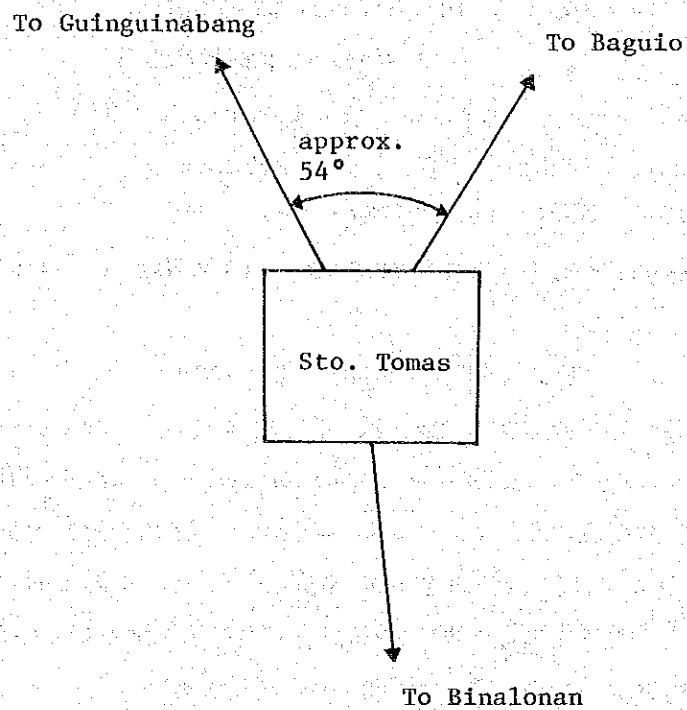 To Guinguinabang
To Baguio
approx.
54°
Sto. Tomas
To Binalonan